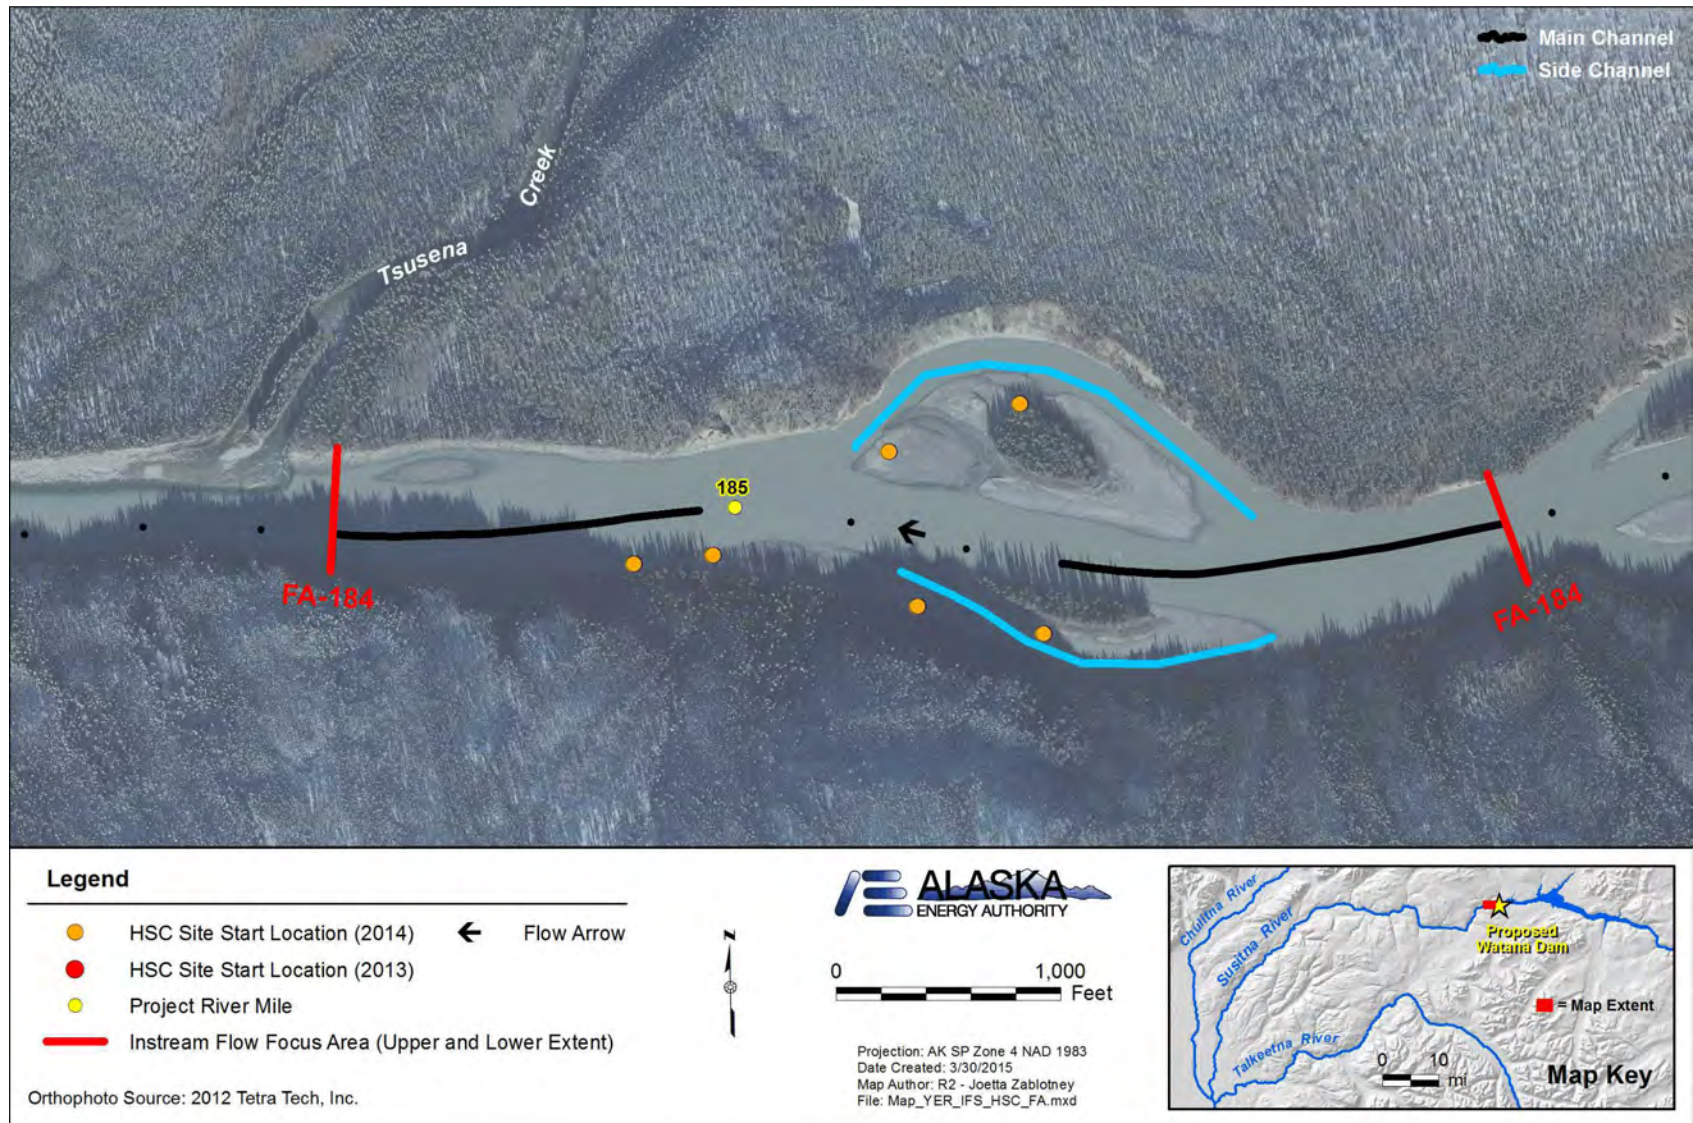 Main Channel
Side Channel
Tsusena Creek
185
FA-184
FA-184
Legend
HSC Site Start Location (2014)
Flow Arrow
HSC Site Start Location (2013)
Project River Mile
Instream Flow Focus Area (Upper and Lower Extent)
Orthophoto Source: 2012 Tetra Tech, Inc.
N
ALASKA
ENERGY AUTHORITY
0 1,000
Feet
Projection: AK SP Zone 4 NAD 1983
Date Created: 3/30/2015
Map Author: R2 - Joetta Zablotney
File: Map_YER_IFS_HSC_FA.mxd
Chulitna River
Susitna River
Proposed
Watana Dam
= Map Extent
Talkeetna River
0 10
mi
Map Key